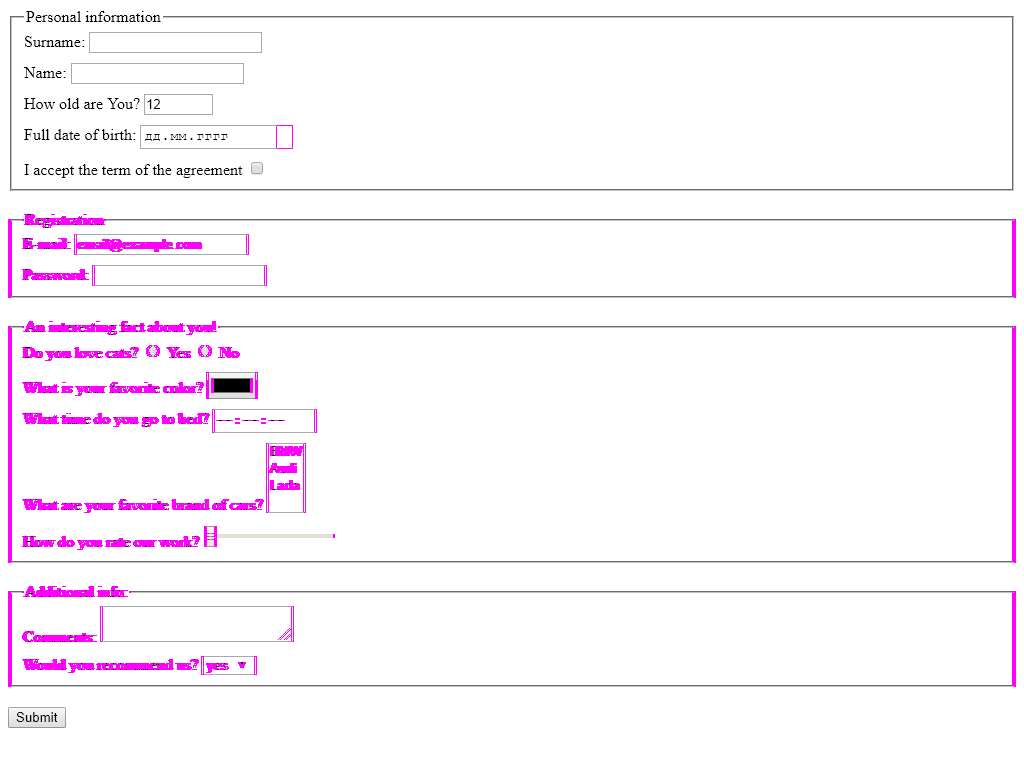 Personal information
Surname:
Name:
How old are You? 12
Full date of birth: дд.мм.гггг
I accept the term of the agreement
Registration
E-mail: email@example.com
Password:
An interesting fact about you!
Do you love cats? Yes No
What is your favorite color?
What time do you go to bed? --:--:--
BMW
Audi
Lada
What are your favorite brand of cars?
How do you rate our work?
Additional info:
Comments:
Would you recommend us? yes
Submit